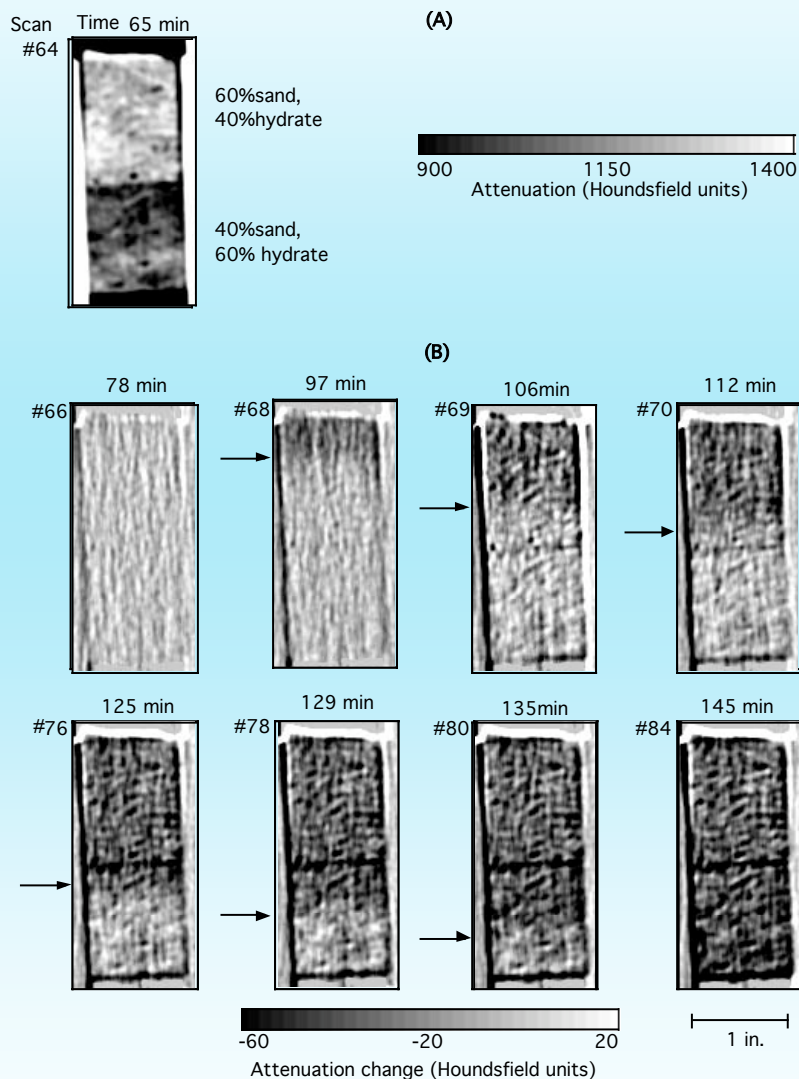 (A)
Scan Time 65 min
#64
60%sand,
40%hydrate
900 1150 1400
Attenuation (Houndsfield units)
40%sand,
60% hydrate
(B)
78 min 97 min 106min 112 min
#66 #68 #69 #70
125 min 129 min 135min 145 min
#76 #78 #80 #84
-60 -20 20
Attenuation change (Houndsfield units)
1 in.